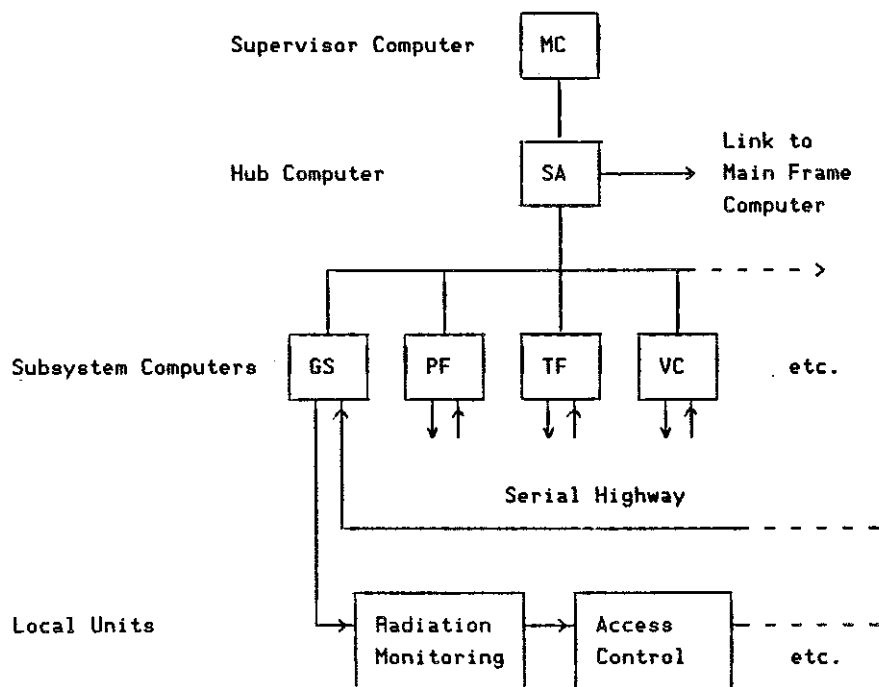 Supervisor Computer
MC
Hub Computer
SA
Link to
Main Frame
Computer
Subsystem Computers
GS
PF
TF
VC
etc.
Serial Highway
Local Units
Radiation
Monitoring
Access
Control
etc.